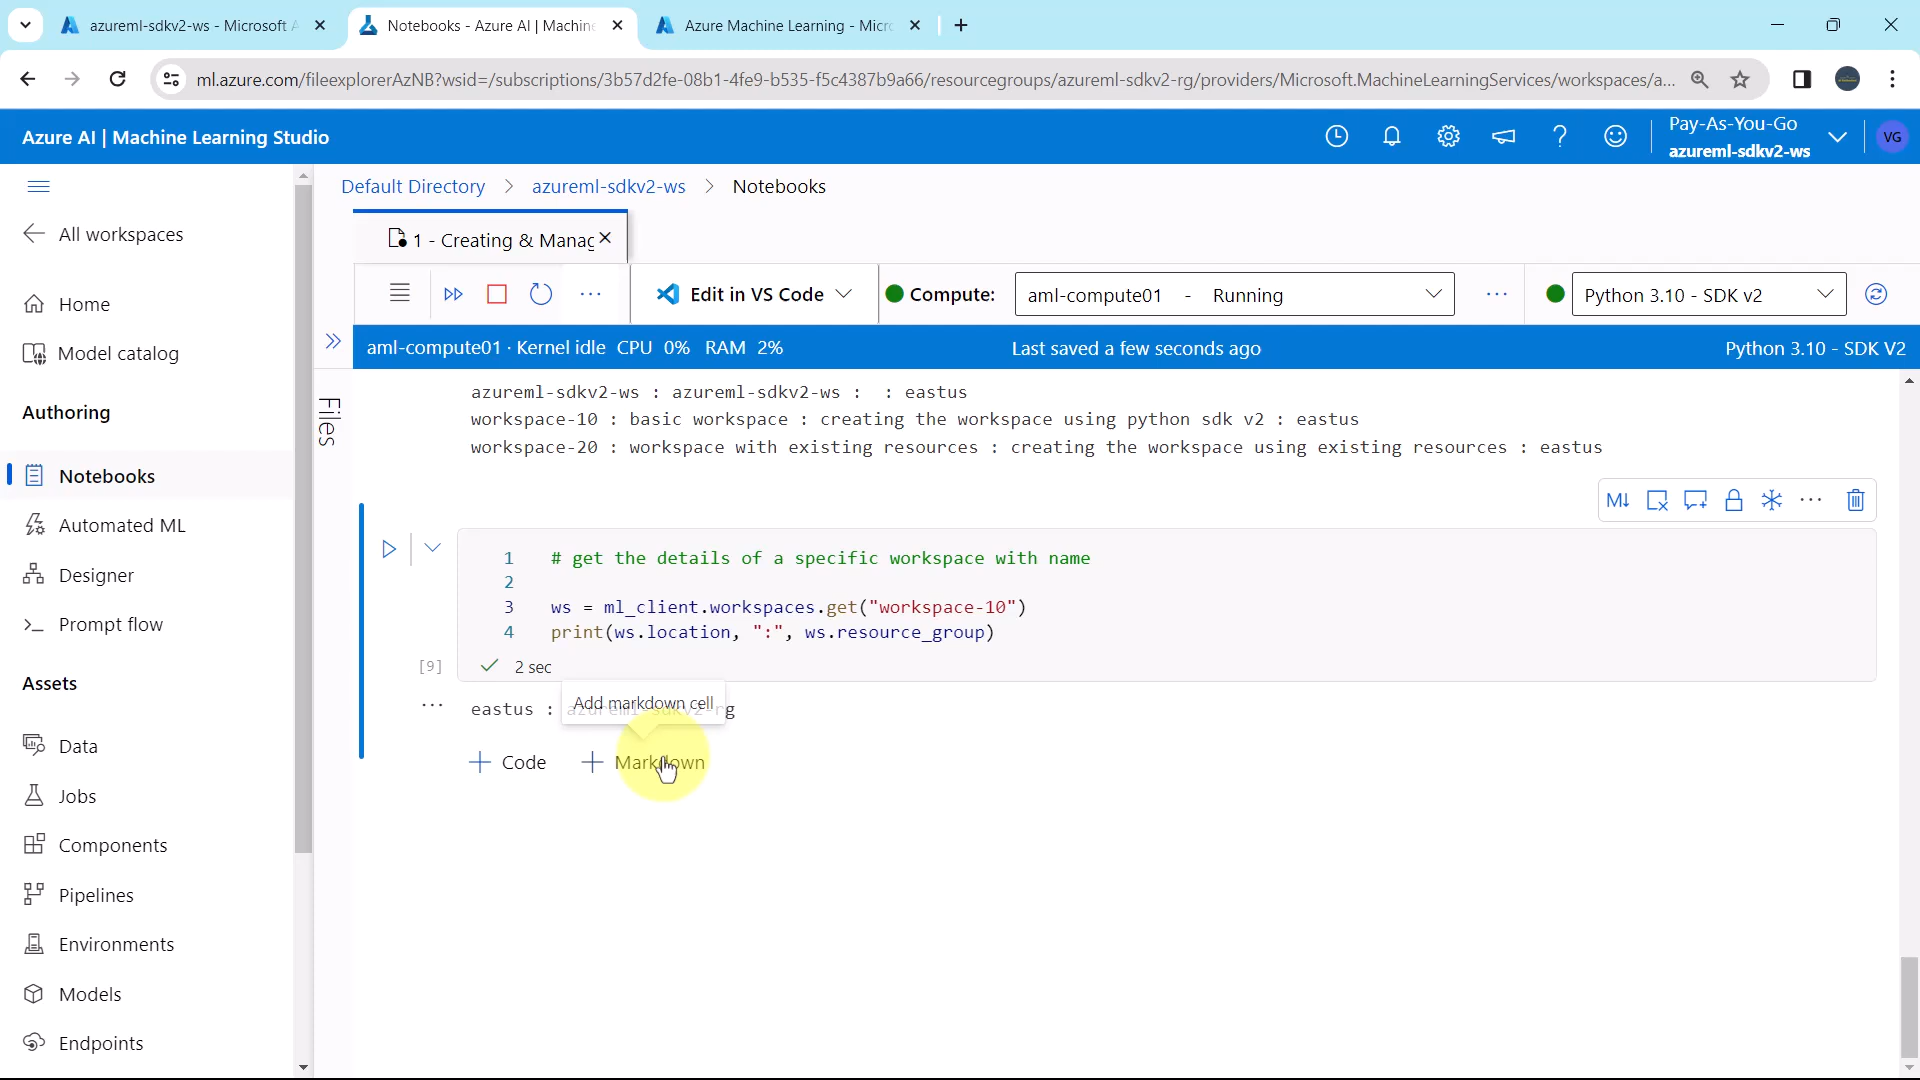 azureml-sdkv2-ws - Microsoft A
Notebooks - Azure AI | Machine
Azure Machine Learning - Micro
ml.azure.com/fileexplorerAzNB?wsid=/subscriptions/3b57d2fe-08b1-4fe9-b535-f5c4387b9a66/resourcegroups/azureml-sdkv2-rg/providers/Microsoft.MachineLearningServices/workspaces/a...
Azure AI | Machine Learning Studio
Pay-As-You-Go
azureml-sdkv2-ws
VG
All workspaces
Home
Model catalog
Authoring
Notebooks
Automated ML
Designer
Prompt flow
Assets
Data
Jobs
Components
Pipelines
Environments
Models
Endpoints
Default Directory > azureml-sdkv2-ws > Notebooks
1 - Creating & Manag
Edit in VS Code
Compute:
aml-compute01 - Running
Python 3.10 - SDK v2
Files
aml-compute01 · Kernel idle CPU 0% RAM 2%
Last saved a few seconds ago
Python 3.10 - SDK V2
azureml-sdkv2-ws : azureml-sdkv2-ws : : eastus
workspace-10 : basic workspace : creating the workspace using python sdk v2 : eastus
workspace-20 : workspace with existing resources : creating the workspace using existing resources : eastus
M↓
1 # get the details of a specific workspace with name
2
3 ws = ml_client.workspaces.get("workspace-10")
4 print(ws.location, ":", ws.resource_group)
[9]
2 sec
Add markdown cell
eastus : azureml-sdkv2-rg
+ Code + Markdown